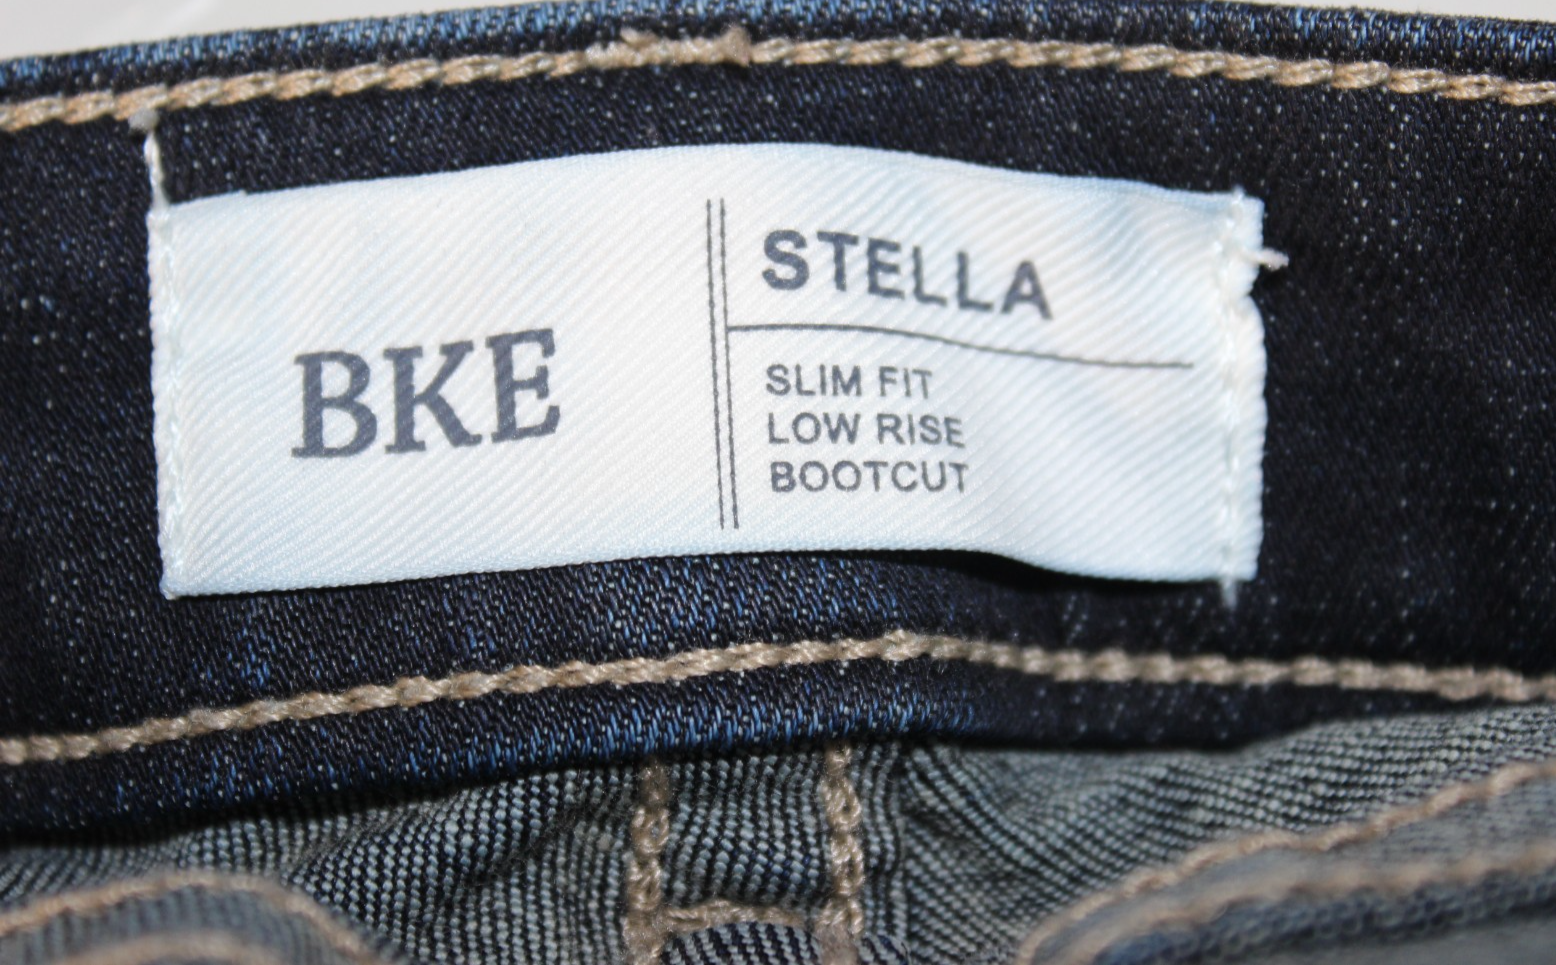 BKE
STELLA
SLIM FIT
LOW RISE
BOOTCUT